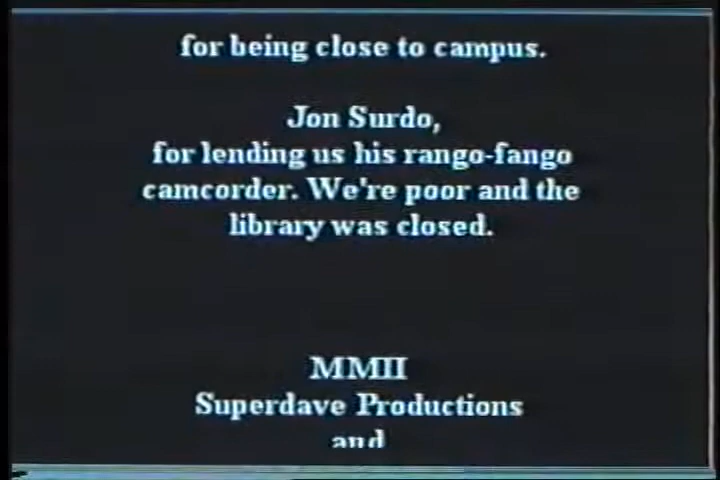 for being close to campus.
Jon Surdo,
for lending us his rango-fango
camcorder. We're poor and the
library was closed.
MMII
Superdave Productions
and